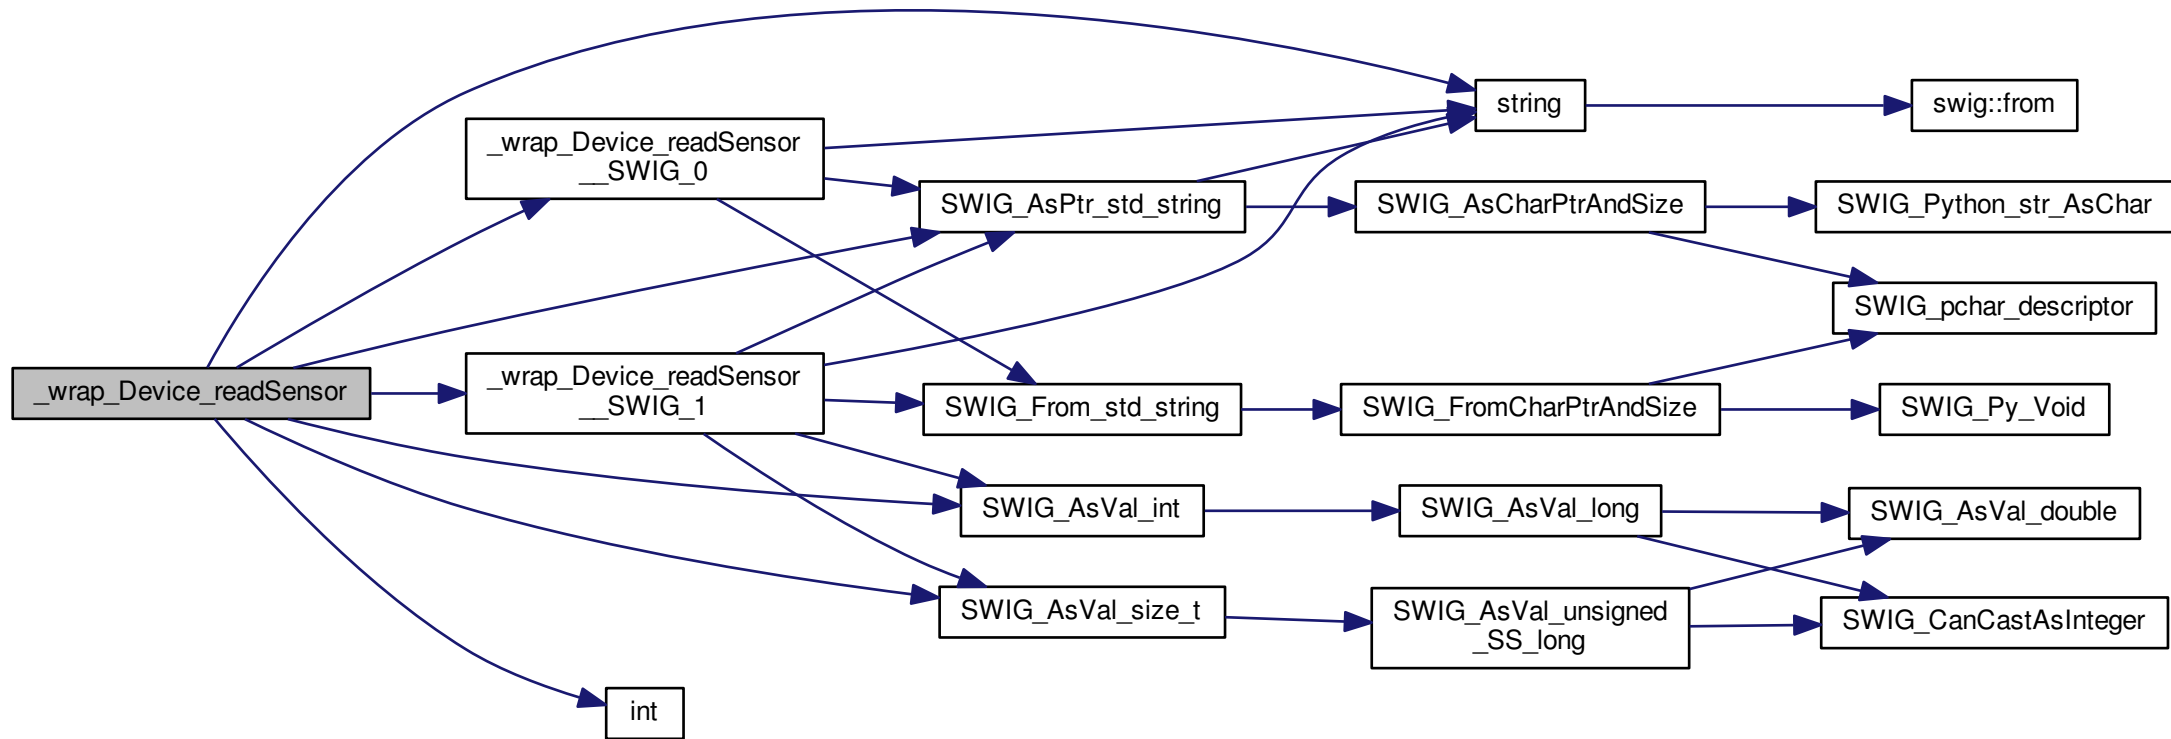 _wrap_Device_readSensor
_wrap_Device_readSensor
__SWIG_0
_wrap_Device_readSensor
__SWIG_1
int
SWIG_AsPtr_std_string
SWIG_From_std_string
SWIG_AsVal_int
SWIG_AsVal_size_t
string
SWIG_AsCharPtrAndSize
SWIG_FromCharPtrAndSize
SWIG_AsVal_long
SWIG_AsVal_unsigned
_SS_long
swig::from
SWIG_Python_str_AsChar
SWIG_pchar_descriptor
SWIG_Py_Void
SWIG_AsVal_double
SWIG_CanCastAsInteger